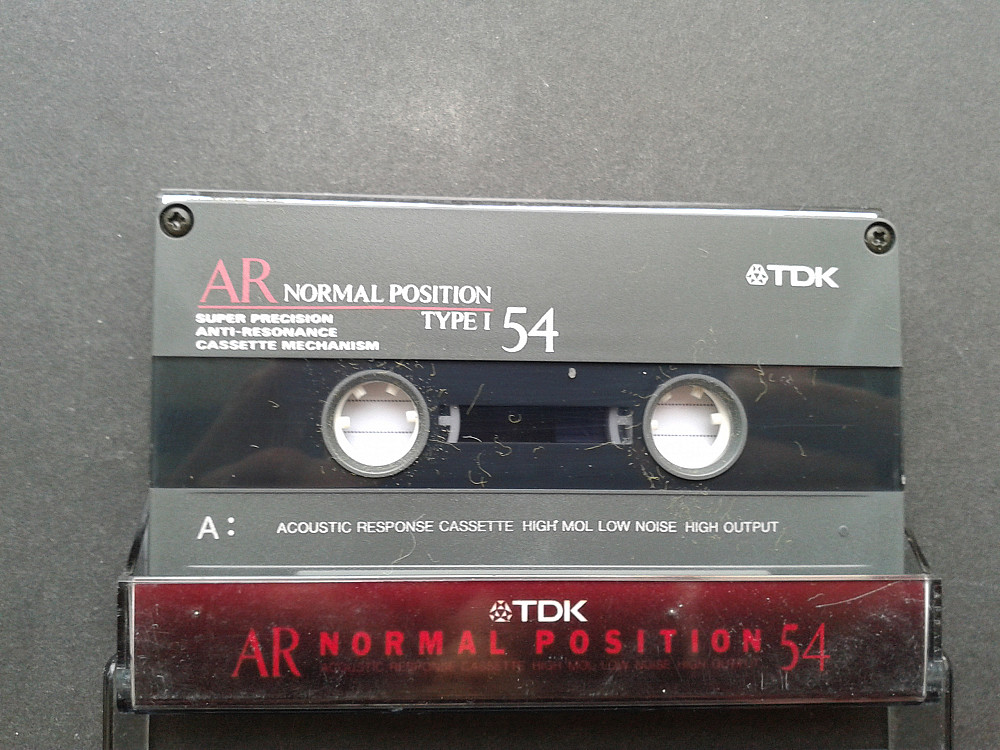 AR NORMAL POSITION
TYPE I 54
SUPER PRECISION
ANTI-RESONANCE
CASSETTE MECHANISM
TDK
A: ACOUSTIC RESPONSE CASSETTE HIGH MOL LOW NOISE HIGH OUTPUT
TDK
AR NORMAL POSITION 54
ACOUSTIC RESPONSE CASSETTE HIGH MOL LOW NOISE HIGH OUTPUT